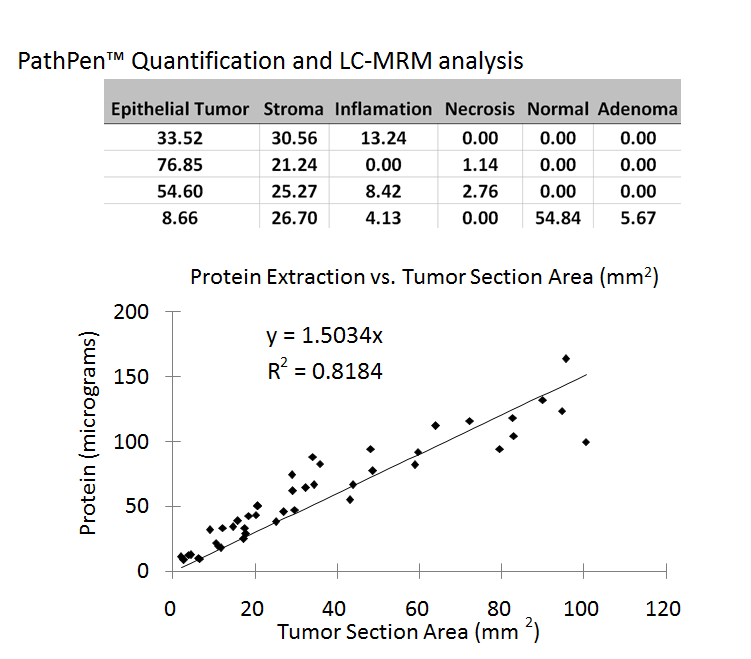 PathPen™ Quantification and LC-MRM analysis
Epithelial Tumor Stroma Inflamation Necrosis Normal Adenoma
33.52 30.56 13.24 0.00 0.00 0.00
76.85 21.24 0.00 1.14 0.00 0.00
54.60 25.27 8.42 2.76 0.00 0.00
8.66 26.70 4.13 0.00 54.84 5.67
Protein Extraction vs. Tumor Section Area (mm²)
200
y = 1.5034x
R² = 0.8184
150
100
50
0
Protein (micrograms)
0 20 40 60 80 100 120
Tumor Section Area (mm ²)